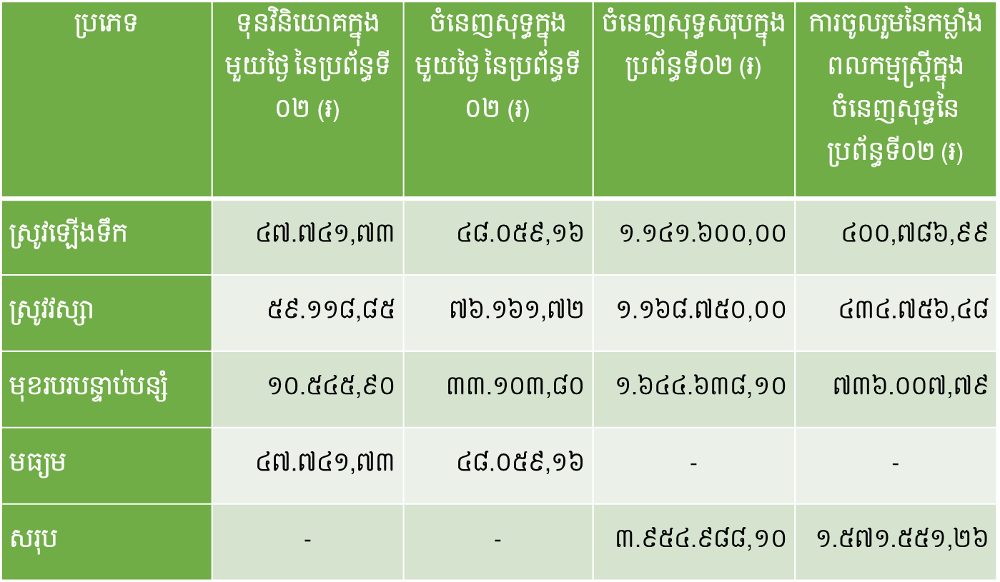 ប្រភេទ
ទុនវិនិយោគក្នុង
មួយថ្ងៃ នៃប្រព័ន្ធទី
០២ (៛)
ចំនេញសុទ្ធក្នុង
មួយថ្ងៃ នៃប្រព័ន្ធទី
០២ (៛)
ចំនេញសុទ្ធសរុបក្នុង
ប្រព័ន្ធទី០២ (៛)
ការចូលរួមនៃកម្លាំង
ពលកម្មស្ត្រីក្នុង
ចំនេញសុទ្ធនៃ
ប្រព័ន្ធទី០២ (៛)
ស្រូវឡើងទឹក ៤៧.៧៤១,៧៣ ៤៨.០៥៩,១៦ ១.១៤១.៦០០,០០ ៤០០,៧៨៦,៩៩
ស្រូវវស្សា ៥៩.១១៨,៨៥ ៧៦.១៦១,៧២ ១.១៦៨.៧៥០,០០ ៤៣៤.៧៥៦,៤៨
មុខរបរបន្ទាប់បន្សំ ១០.៥៤៥,៩០ ៣៣.១០៣,៨០ ១.៦៤៤.៦៣៨,១០ ៧៣៦.០០៧,៧៩
មធ្យម ៤៧.៧៤១,៧៣ ៤៨.០៥៩,១៦ - -
សរុប - - ៣.៩៥៤.៩៨៨,១០ ១.៥៧១.៥៥១,២៦